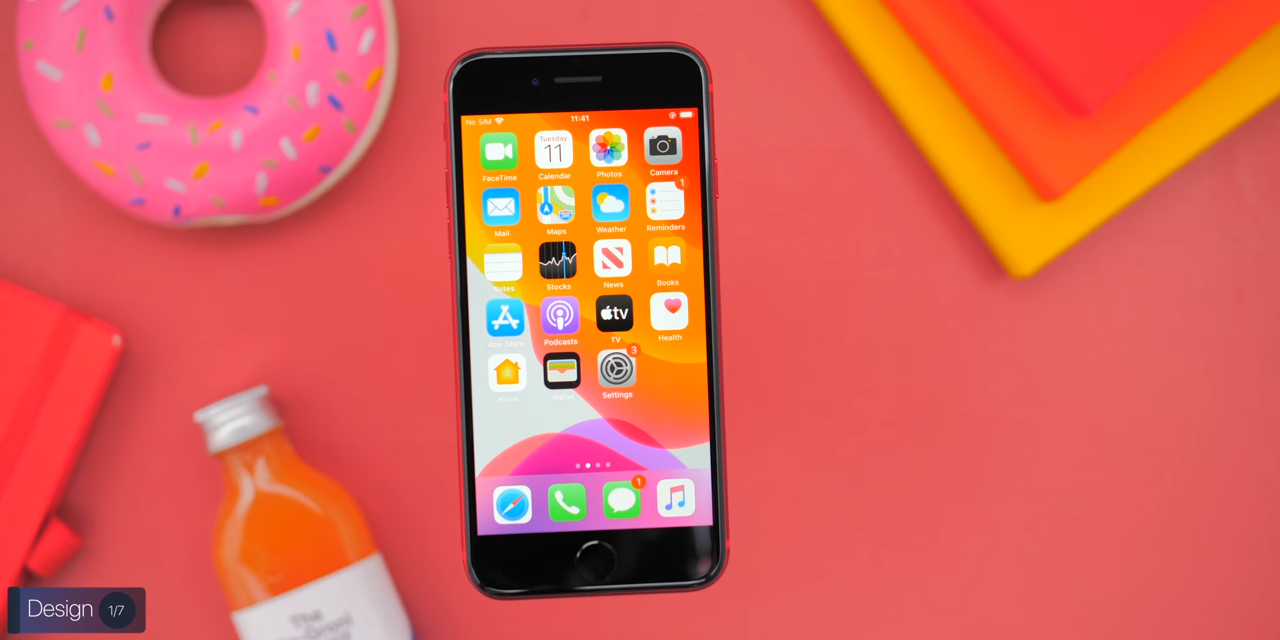 No SIM 11:41
Tuesday
11
FaceTime Calendar Photos Camera
1
Mail Maps Weather Reminders
Notes Stocks News Books
tv
App Store Podcasts TV Health
3
Home Wallet Settings
1
The
Design 1/7